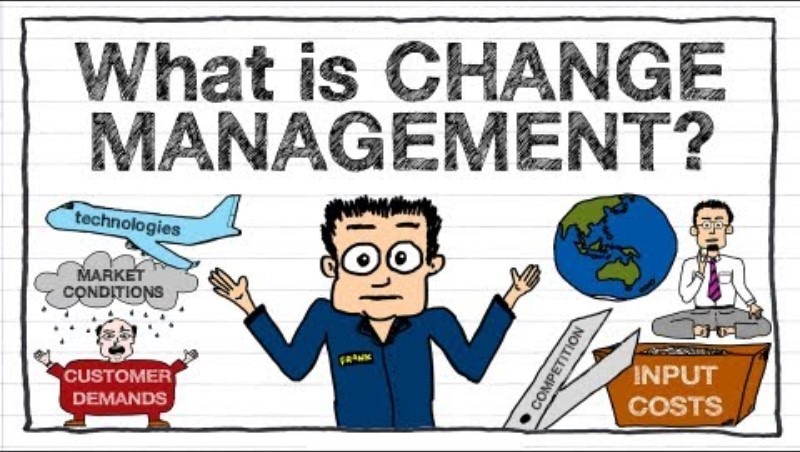 What is CHANGE
MANAGEMENT?
technologies
MARKET
CONDITIONS
CUSTOMER
DEMANDS
FRANK
COMPETITION
INPUT
COSTS